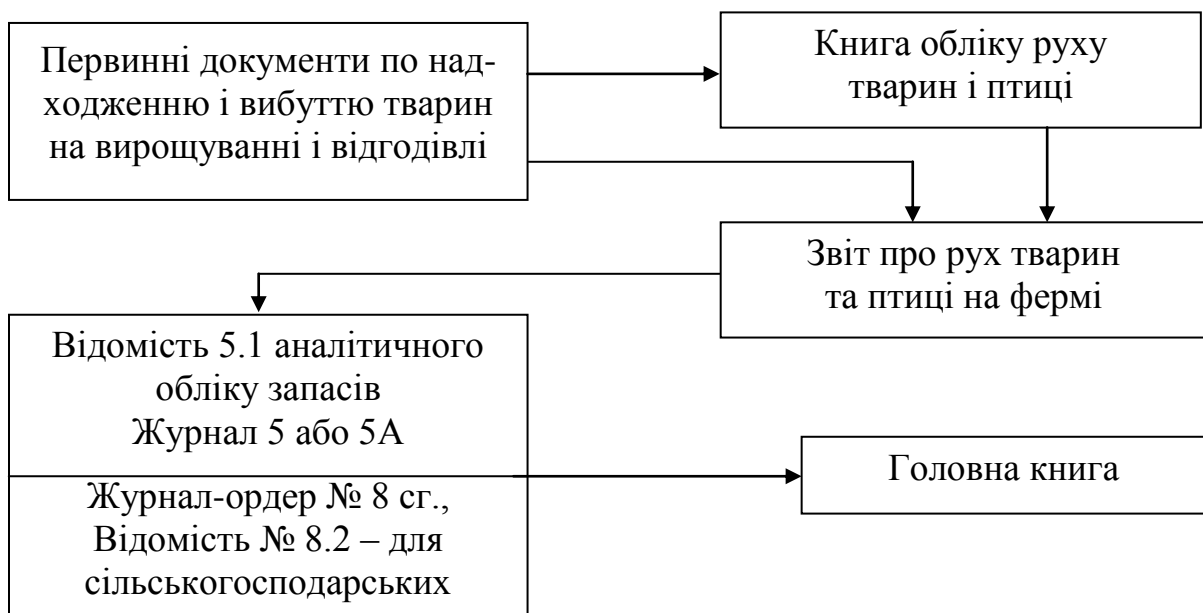 Первинні документи по над-
ходженню і вибуттю тварин
на вирощуванні і відгодівлі
Книга обліку руху
тварин і птиці
Звіт про рух тварин
та птиці на фермі
Відомість 5.1 аналітичного
обліку запасів
Журнал 5 або 5А
Журнал-ордер № 8 сг.,
Відомість № 8.2 – для
сільськогосподарських
Головна книга